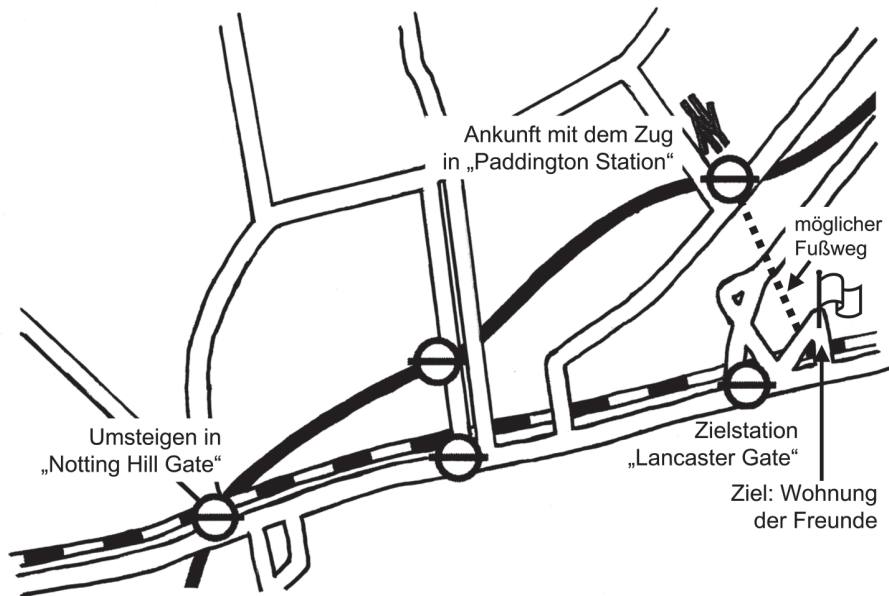 Ankunft mit dem Zug
in „Paddington Station“
möglicher
Fußweg
Umsteigen in
„Notting Hill Gate“
Zielstation
„Lancaster Gate“
Ziel: Wohnung
der Freunde